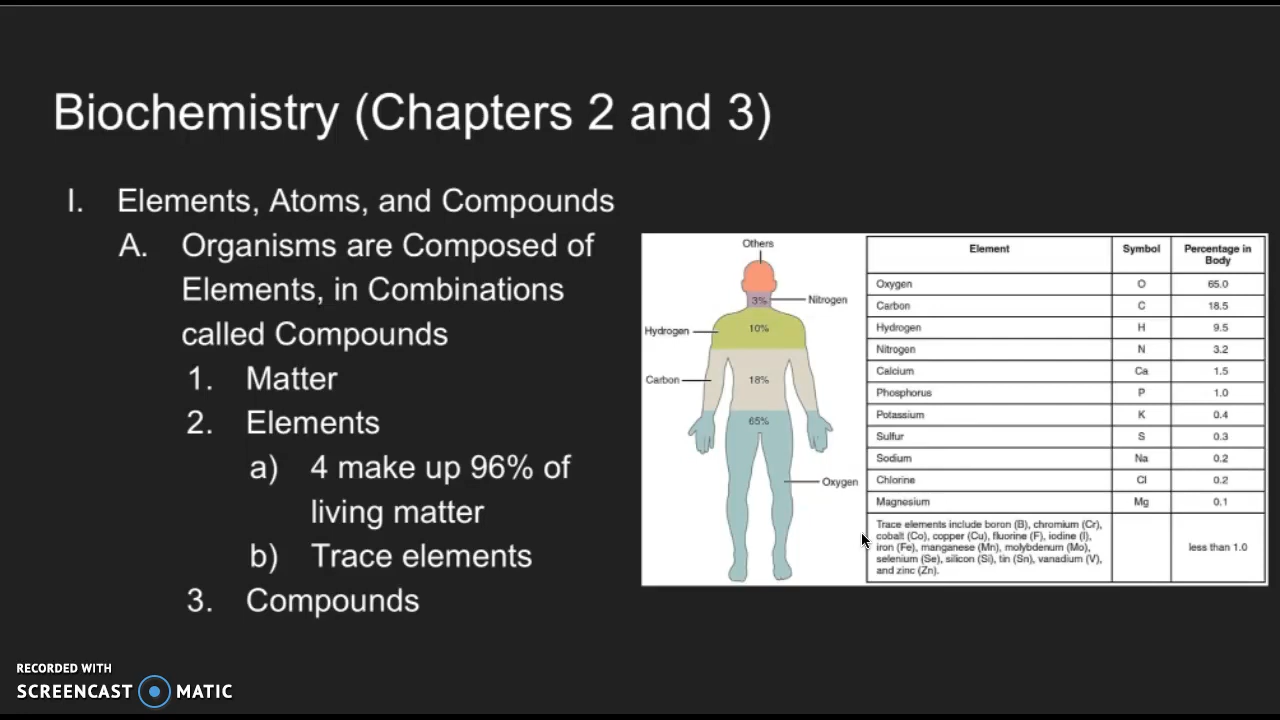 Biochemistry (Chapters 2 and 3)
I. Elements, Atoms, and Compounds
A. Organisms are Composed of
Elements, in Combinations
called Compounds
1. Matter
2. Elements
a) 4 make up 96% of
living matter
b) Trace elements
3. Compounds
Others
3%
Nitrogen
Hydrogen
10%
Carbon
18%
65%
Oxygen
Element Symbol Percentage in
Body
Oxygen O 65.0
Carbon C 18.5
Hydrogen H 9.5
Nitrogen N 3.2
Calcium Ca 1.5
Phosphorus P 1.0
Potassium K 0.4
Sulfur S 0.3
Sodium Na 0.2
Chlorine Cl 0.2
Magnesium Mg 0.1
Trace elements include boron (B), chromium (Cr),
cobalt (Co), copper (Cu), fluorine (F), iodine (I),
iron (Fe), manganese (Mn), molybdenum (Mo),
selenium (Se), silicon (Si), tin (Sn), vanadium (V),
and zinc (Zn).
less than 1.0
RECORDED WITH
SCREENCAST MATIC